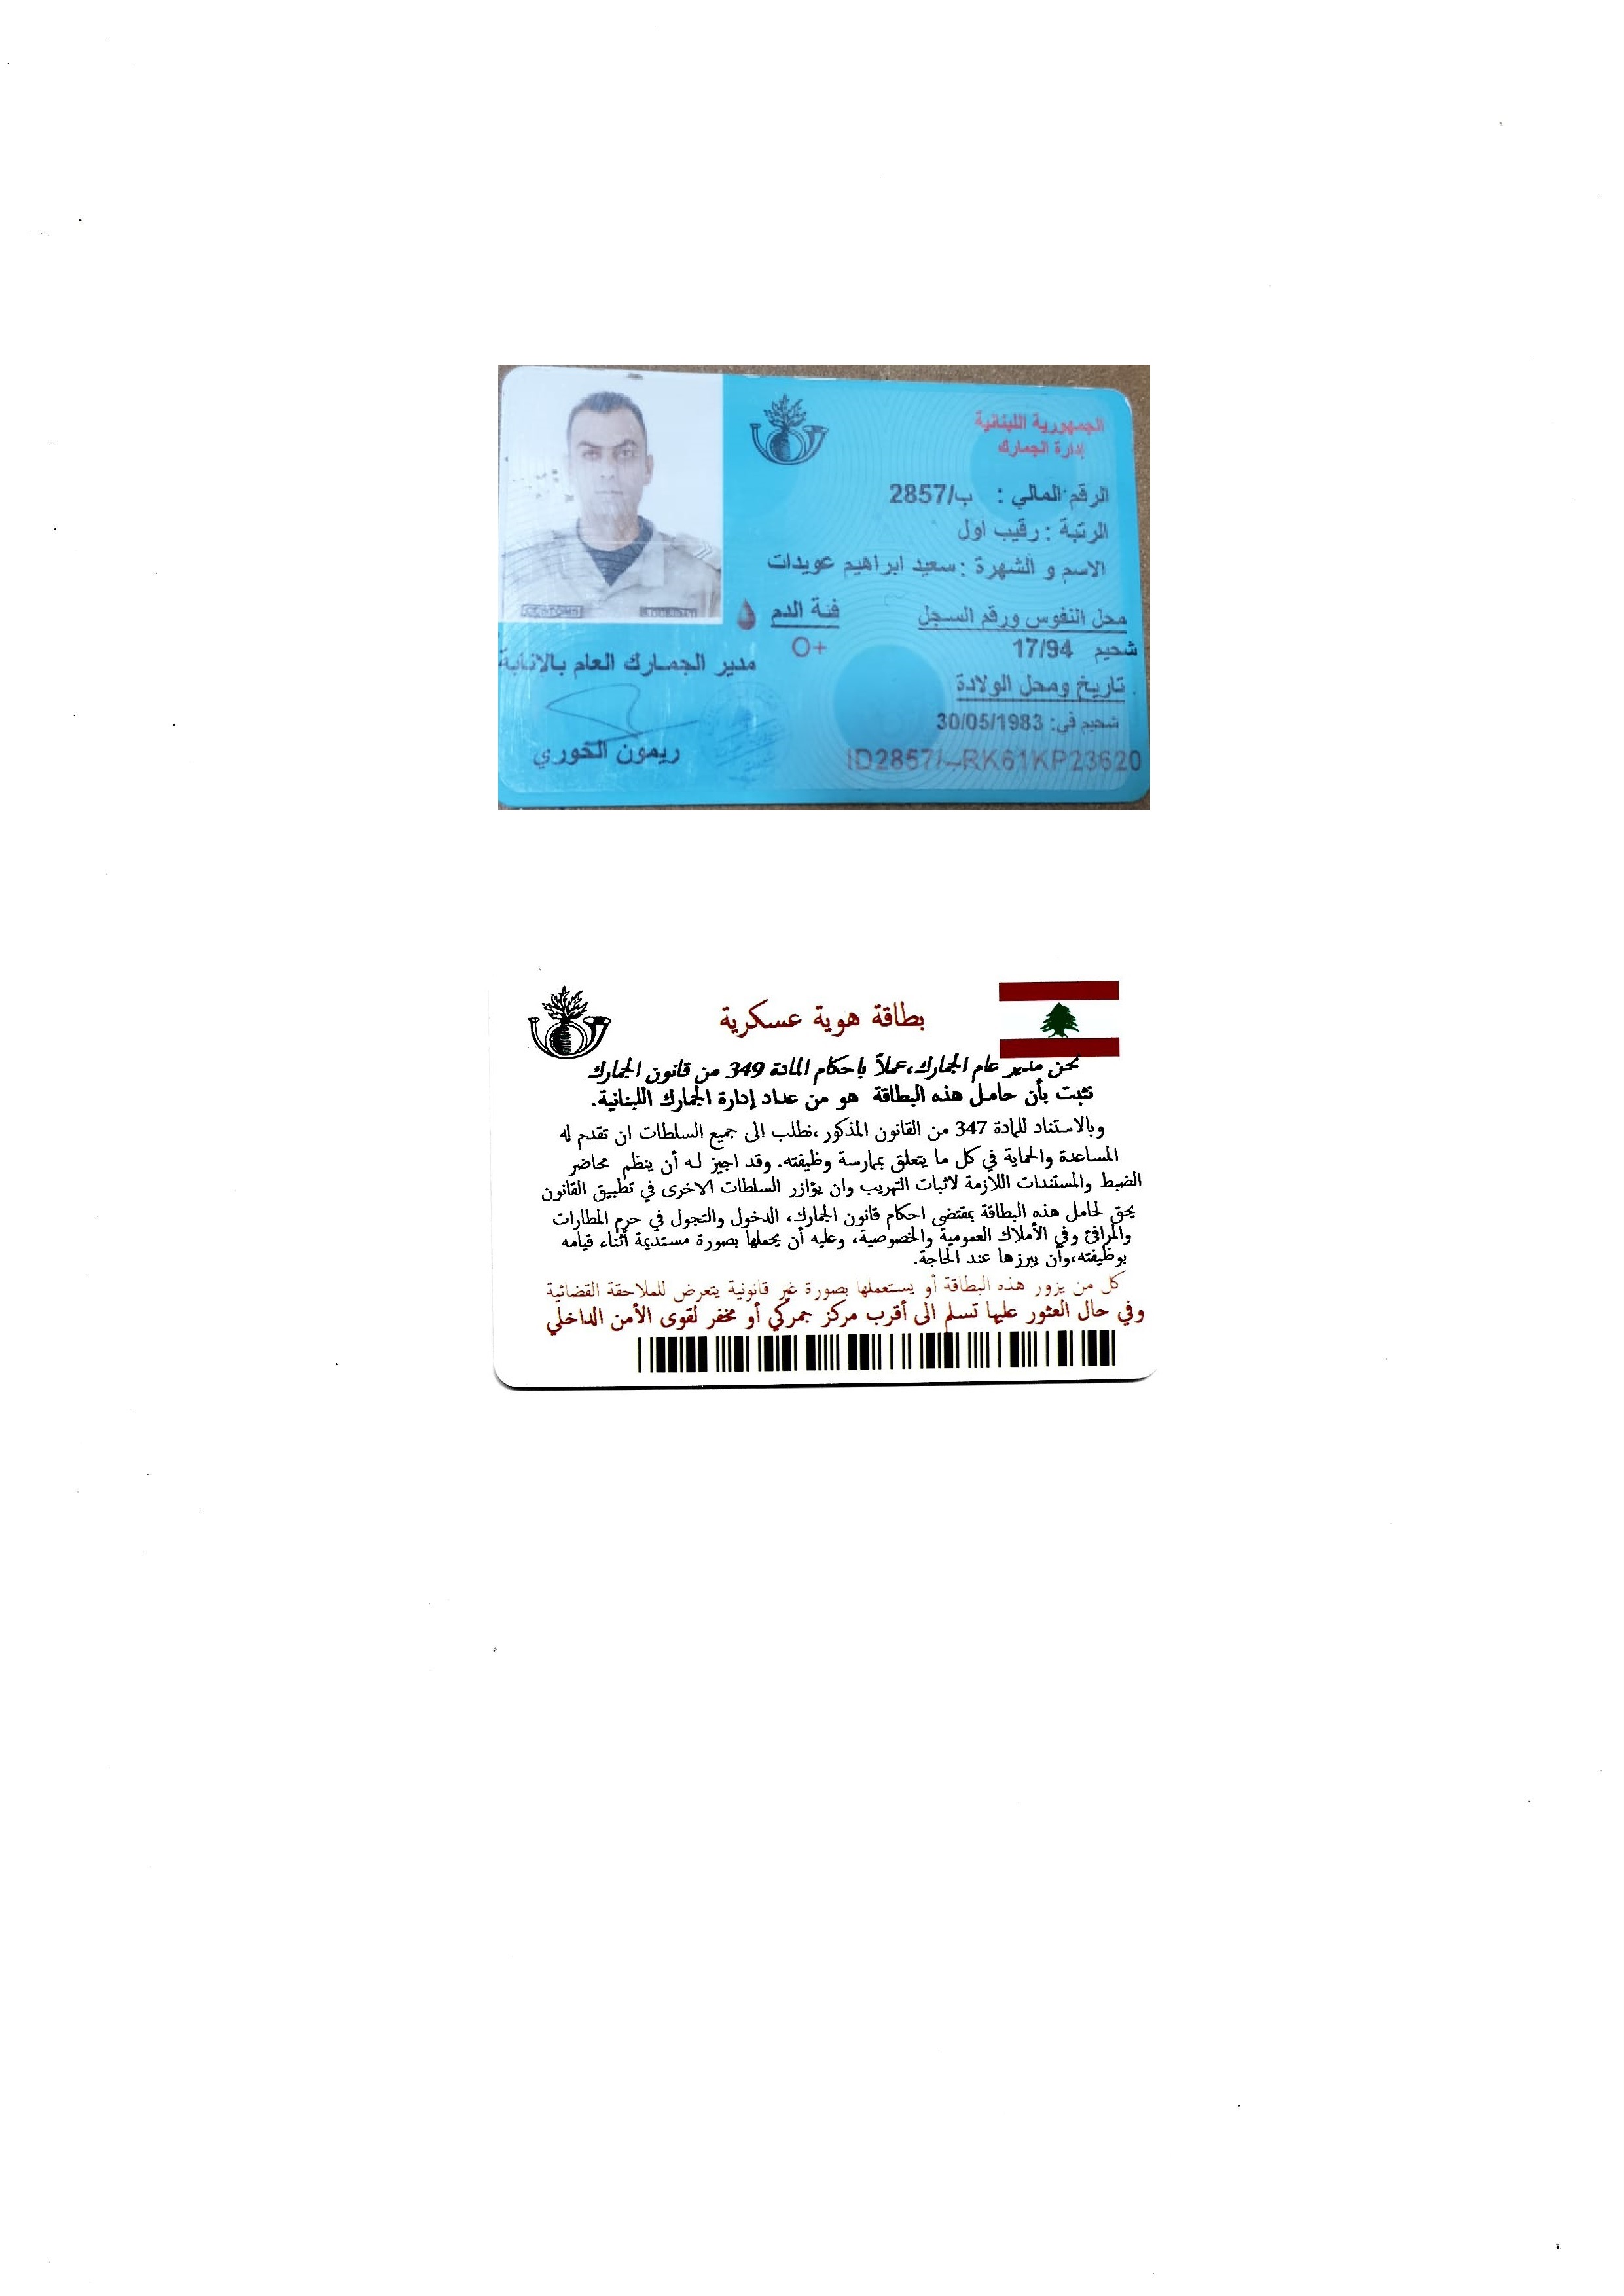 الجمهورية اللبنانية
إدارة الجمارك
الرقم المالي : ب/2857
الرتبة : رقيب اول
الاسم و الشهرة : سعيد ابراهيم عويدات
محل النفوس ورقم السجل
شحيم 17/94
فئة الدم
O+
تاريخ ومحل الولادة
شحيم في: 30/05/1983
ID2857/--RK61KP23620
CUSTOMS
مدير الجمارك العام بالانابة
ريمون الخوري
بطاقة هوية عسكرية
نحن مدير عام الجمارك،عملاً باحكام المادة 349 من قانون الجمارك
نثبت بأن حامل هذه البطاقة هو من عداد إدارة الجمارك اللبنانية.
وبالاستناد للمادة 347 من القانون المذكور ،نطلب الى جميع السلطات ان تقدم له
المساعدة والحماية في كل ما يتعلق بممارسة وظيفته. وقد اجيز له أن ينظم محاضر
الضبط والمستندات اللازمة لاثبات التهريب وان يؤازر السلطات الاخرى في تطبيق القانون
يحق لحامل هذه البطاقة بمقتضى احكام قانون الجمارك، الدخول والتجول في حرم المطارات
والمرافئ وفي الأملاك العمومية والخصوصية، وعليه أن يحملها بصورة مستديمة أثناء قيامه
بوظيفته،وأن يبرزها عند الحاجة.
كل من يزور هذه البطاقة أو يستعملها بصورة غير قانونية يتعرض للملاحقة القضائية
وفي حال العثور عليها تسلم الى أقرب مركز جمركي أو مخفر لقوى الأمن الداخلي